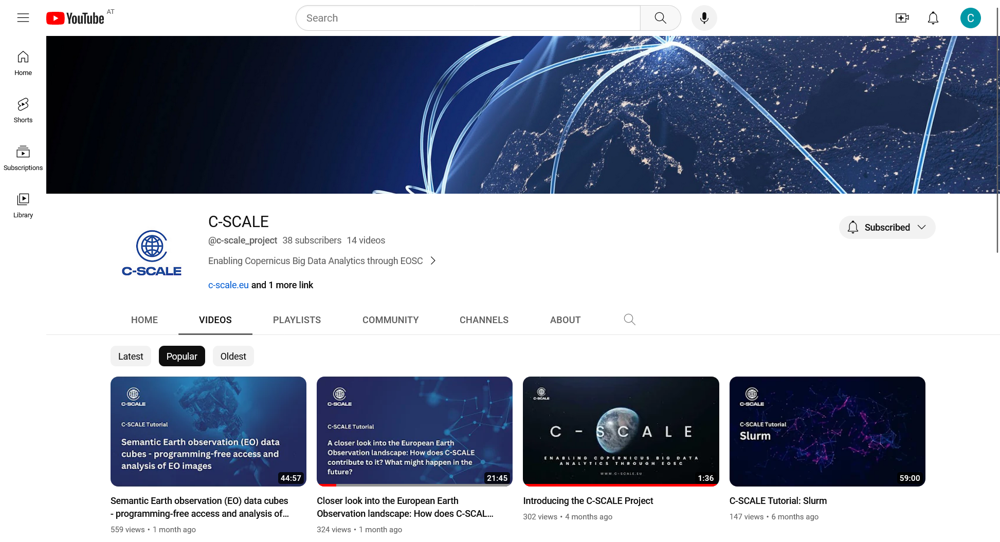 YouTube AT
Search
C
Home
Shorts
Subscriptions
Library
C-SCALE
C-SCALE
@c-scale_project 38 subscribers 14 videos
Enabling Copernicus Big Data Analytics through EOSC
c-scale.eu and 1 more link
Subscribed
HOME VIDEOS PLAYLISTS COMMUNITY CHANNELS ABOUT
Latest Popular Oldest
C-SCALE
C-SCALE Tutorial
Semantic Earth observation (EO) data
cubes - programming-free access and
analysis of EO images
44:57
Semantic Earth observation (EO) data cubes
- programming-free access and analysis of...
559 views • 1 month ago
C-SCALE
C-SCALE Tutorial
A closer look into the European Earth
Observation landscape: How does C-SCALE
contribute to it? What might happen in the
future?
21:45
Closer look into the European Earth
Observation landscape: How does C-SCAL...
324 views • 1 month ago
C-SCALE
C - SCALE
ENABLING COPERNICUS BIG DATA
ANALYTICS THROUGH EOSC
WWW.C-SCALE.EU
1:36
Introducing the C-SCALE Project
302 views • 4 months ago
C-SCALE
C-SCALE Tutorial
Slurm
59:00
C-SCALE Tutorial: Slurm
147 views • 6 months ago